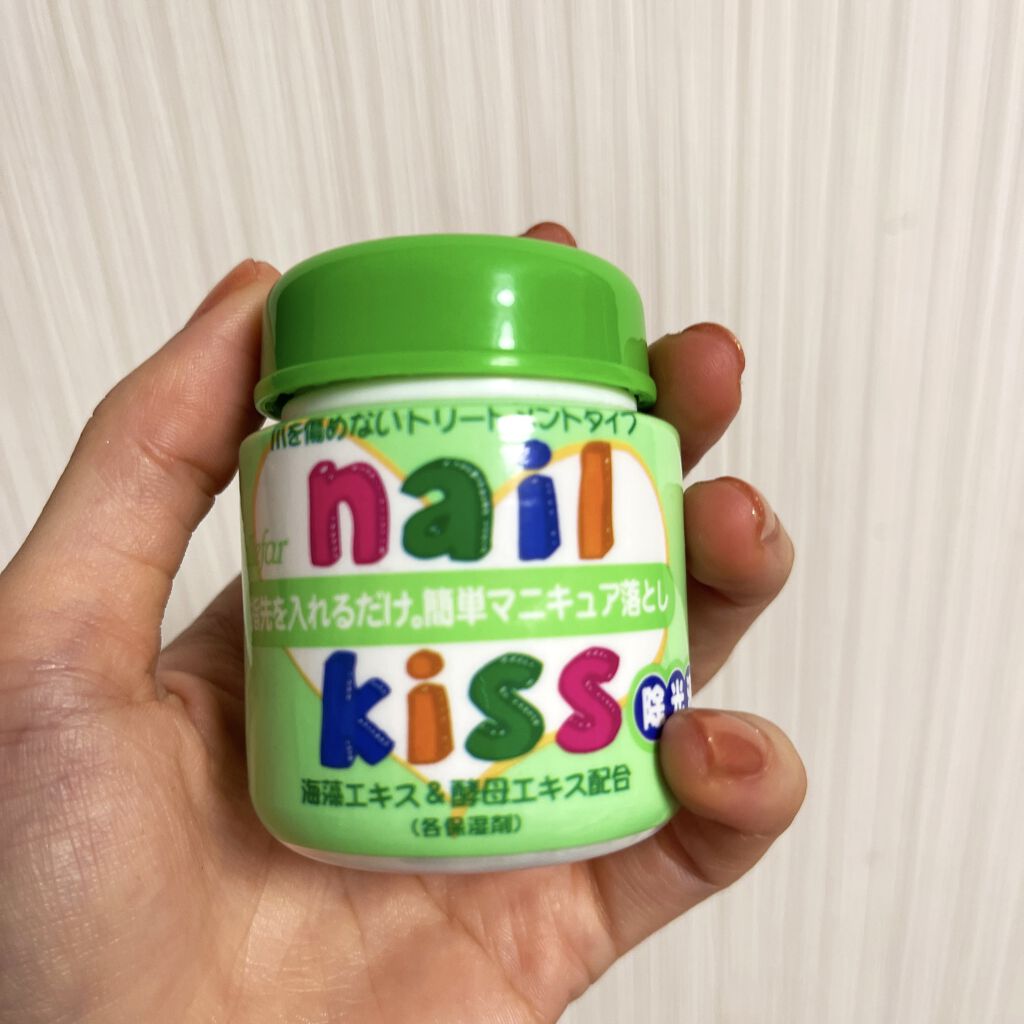 を傷めないトリートメントタイプ
nail
指先を入れるだけ。簡単マニキュア落とし
kiss
除光
海藻エキス&酵母エキス配合
(各保湿剤)